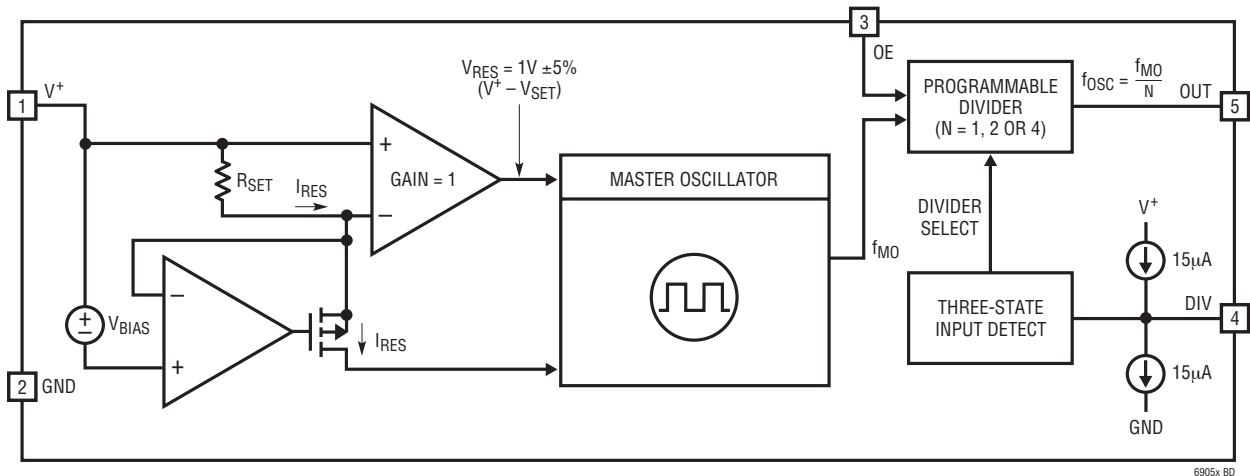 3
OE
1
V⁺
V_RES = 1V ±5%
(V⁺ – V_SET)
PROGRAMMABLE
DIVIDER
(N = 1, 2 OR 4)
f_OSC = f_MO/N
OUT
5
+
R_SET
I_RES
GAIN = 1
–
MASTER OSCILLATOR
DIVIDER
SELECT
V⁺
15µA
f_MO
–
+
V_BIAS
±
–
I_RES
THREE-STATE
INPUT DETECT
DIV
4
2
GND
15µA
GND
6905x BD